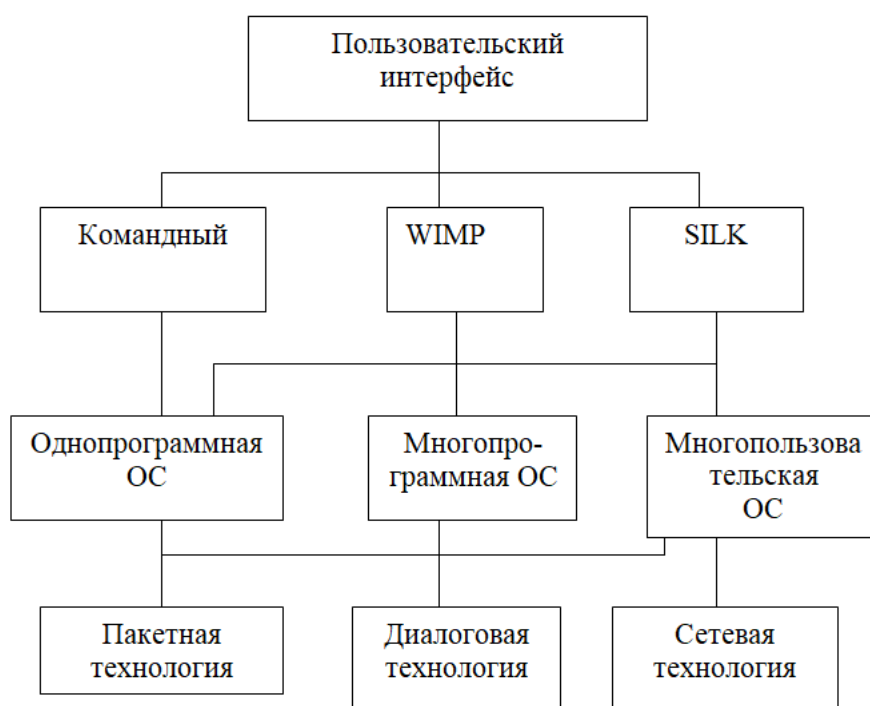 Пользовательский
интерфейс
Командный
WIMP
SILK
Однопрограммная
ОС
Многопро-
граммная ОС
Многопользова
тельская
ОС
Пакетная
технология
Диалоговая
технология
Сетевая
технология